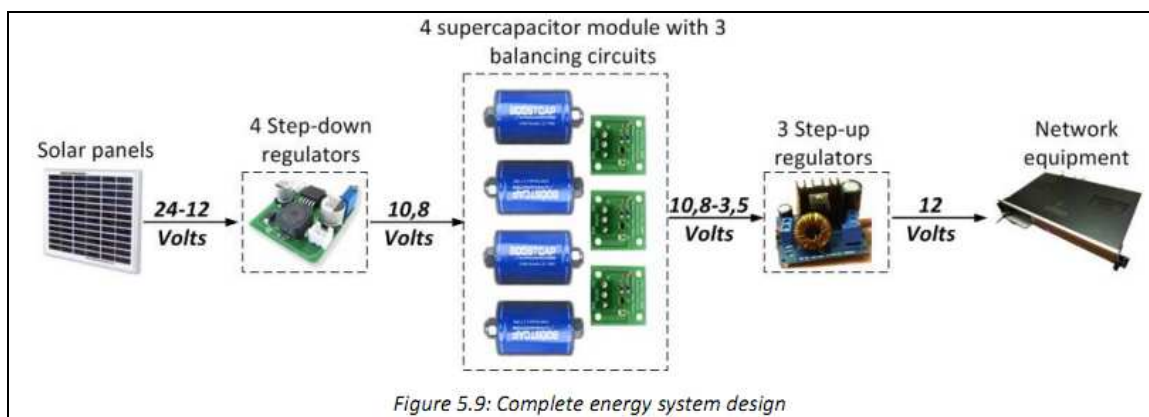 4 supercapacitor module with 3
balancing circuits
Solar panels
24-12
Volts
4 Step-down
regulators
10,8
Volts
BOOSTCAP
BOOSTCAP
BOOSTCAP
BOOSTCAP
10,8-3,5
Volts
3 Step-up
regulators
12
Volts
Network
equipment
Figure 5.9: Complete energy system design